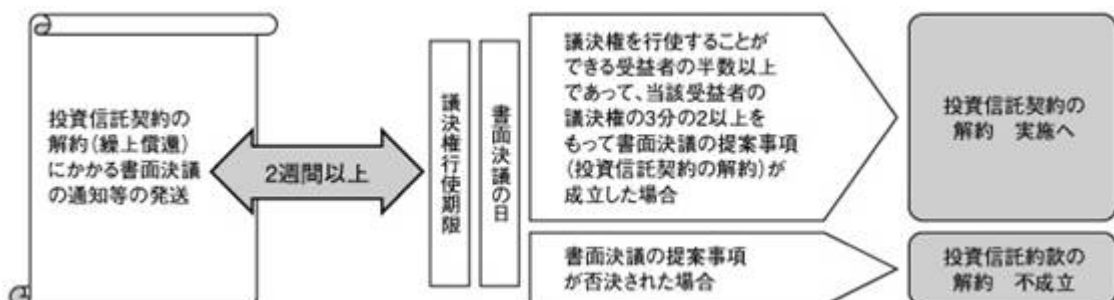 投資信託契約の
解約(繰上償還)
にかかる書面決議
の通知等の発送
2週間以上
議決権行使期限
書面決議の日
議決権を行使することが
できる受益者の半数以上
であって、当該受益者の
議決権の3分の2以上を
もって書面決議の提案事項
(投資信託契約の解約)が
成立した場合
投資信託契約の
解約 実施へ
書面決議の提案事項
が否決された場合
投資信託約款の
解約 不成立